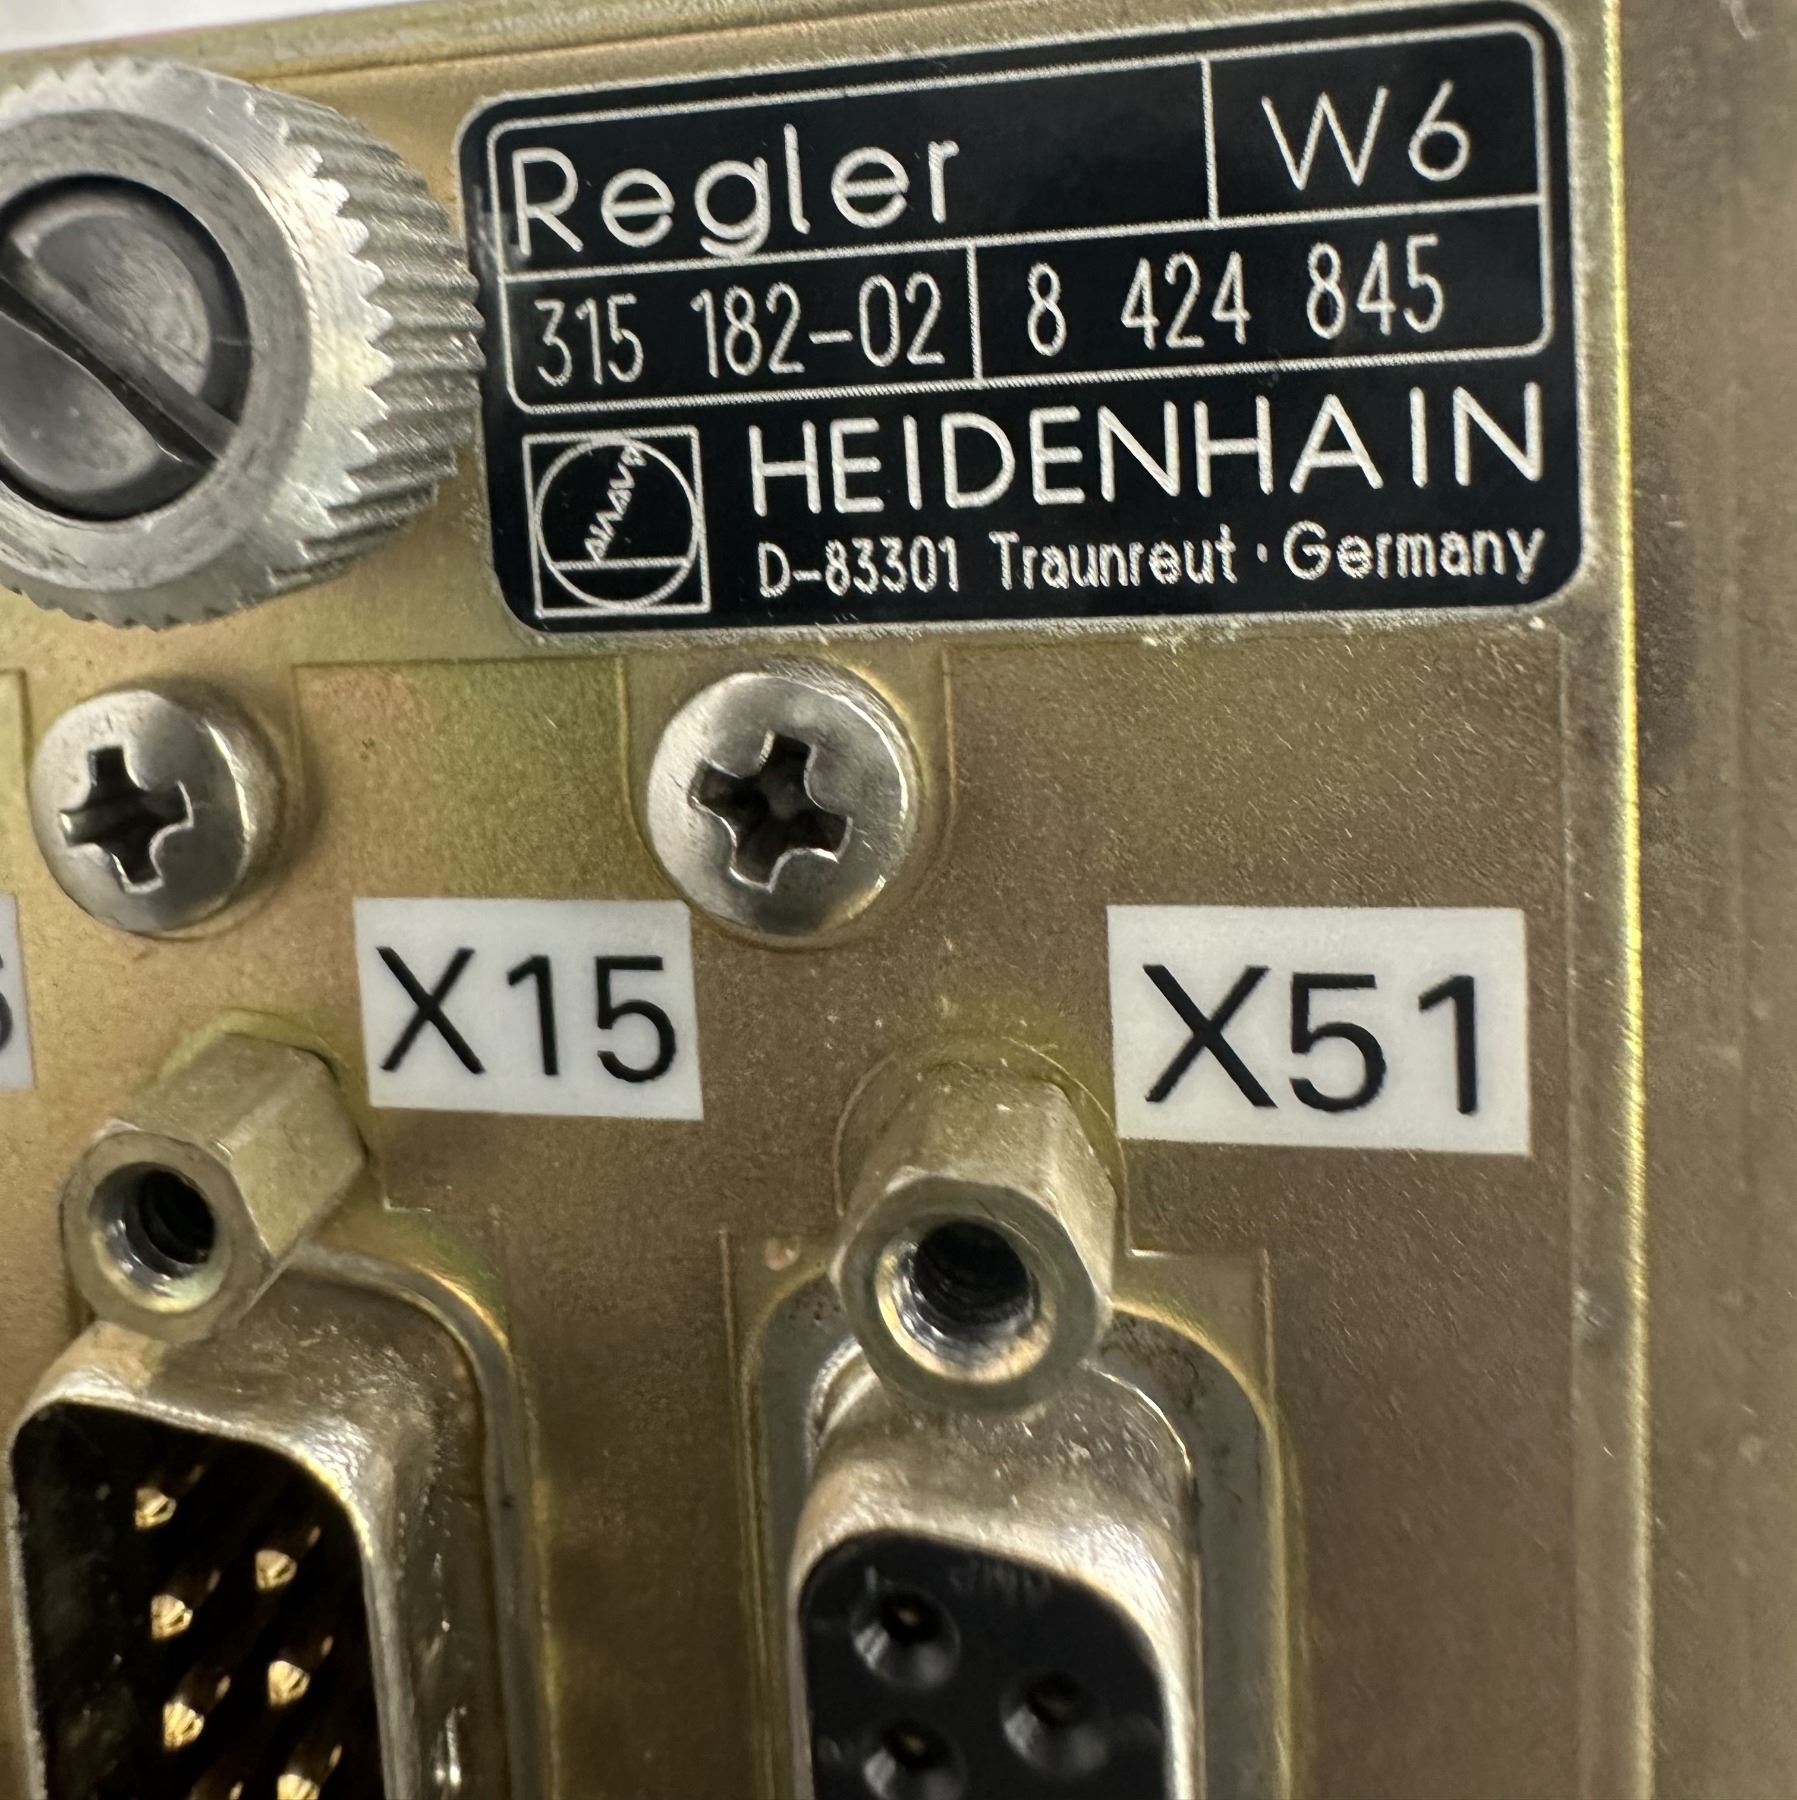 Regler W6
315 182-02 8 424 845
HEIDENHAIN
D-83301 Traunreut · Germany
X15 X51